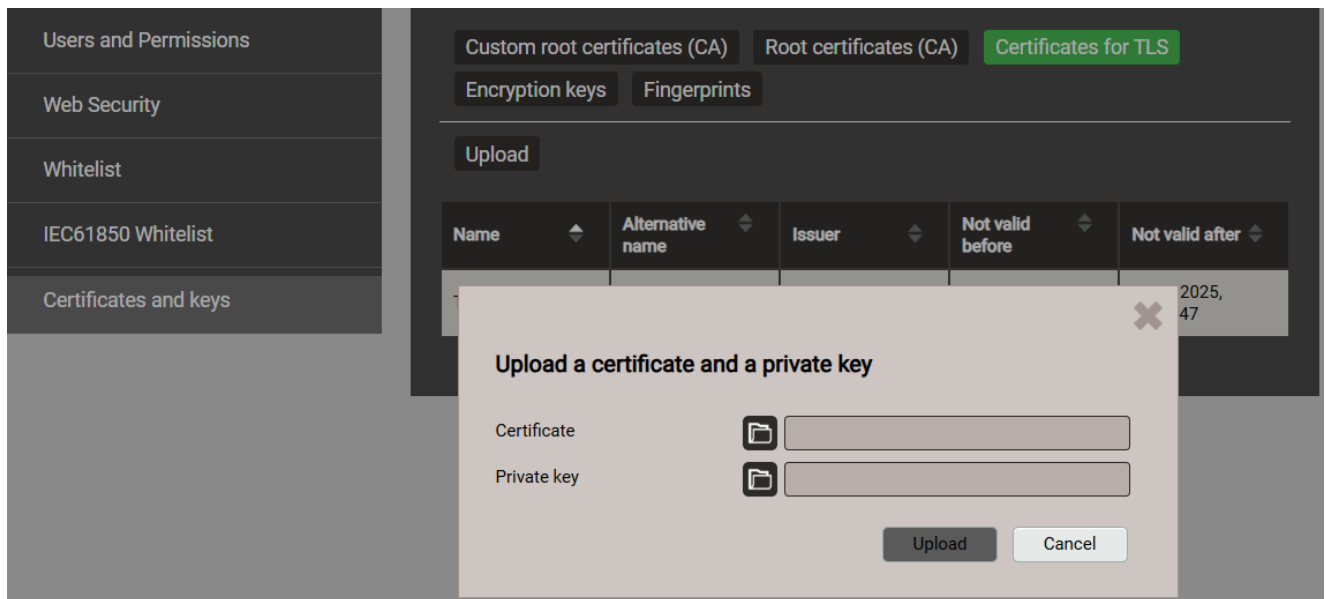 Users and Permissions
Web Security
Whitelist
IEC61850 Whitelist
Certificates and keys
Custom root certificates (CA) Root certificates (CA) Certificates for TLS
Encryption keys Fingerprints
Upload
Name Alternative name Issuer Not valid before Not valid after
2025,
47
Upload a certificate and a private key
Certificate
Private key
Upload Cancel